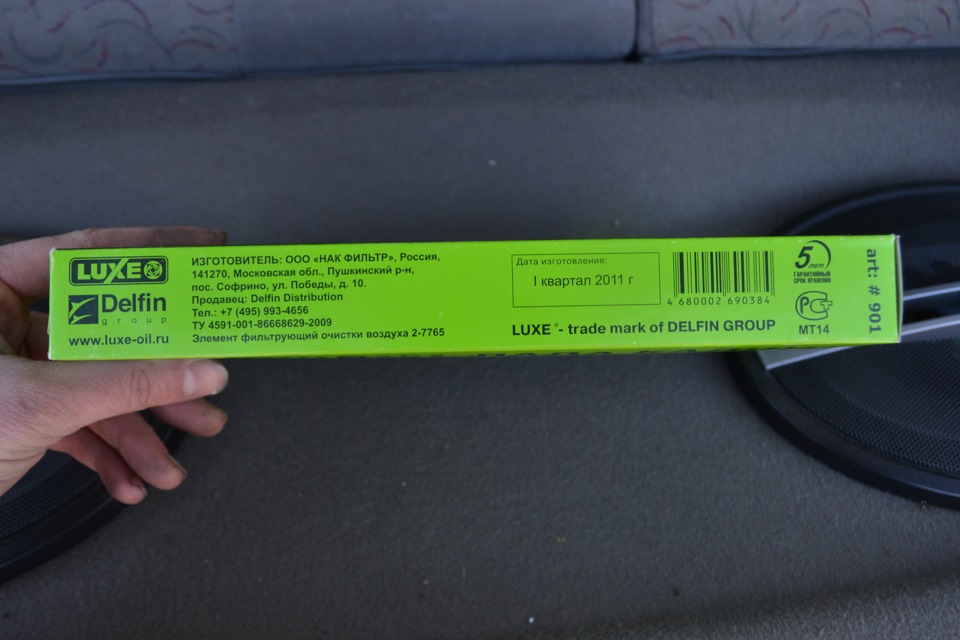 LUXE
Delfin
group
www.luxe-oil.ru
ИЗГОТОВИТЕЛЬ: ООО «НАК ФИЛЬТР», Россия,
141270, Московская обл., Пушкинский р-н,
пос. Софрино, ул. Победы, д. 10.
Продавец: Delfin Distribution
Тел.: +7 (495) 993-4656
ТУ 4591-001-86668629-2009
Элемент фильтрующий очистки воздуха 2-7765
Дата изготовления:
I квартал 2011 г
4 680002 690384
LUXE ® - trade mark of DELFIN GROUP
5 лет
ГАРАНТИЙНЫЙ
СРОК ХРАНЕНИЯ
РСТ
МТ14
art: # 901